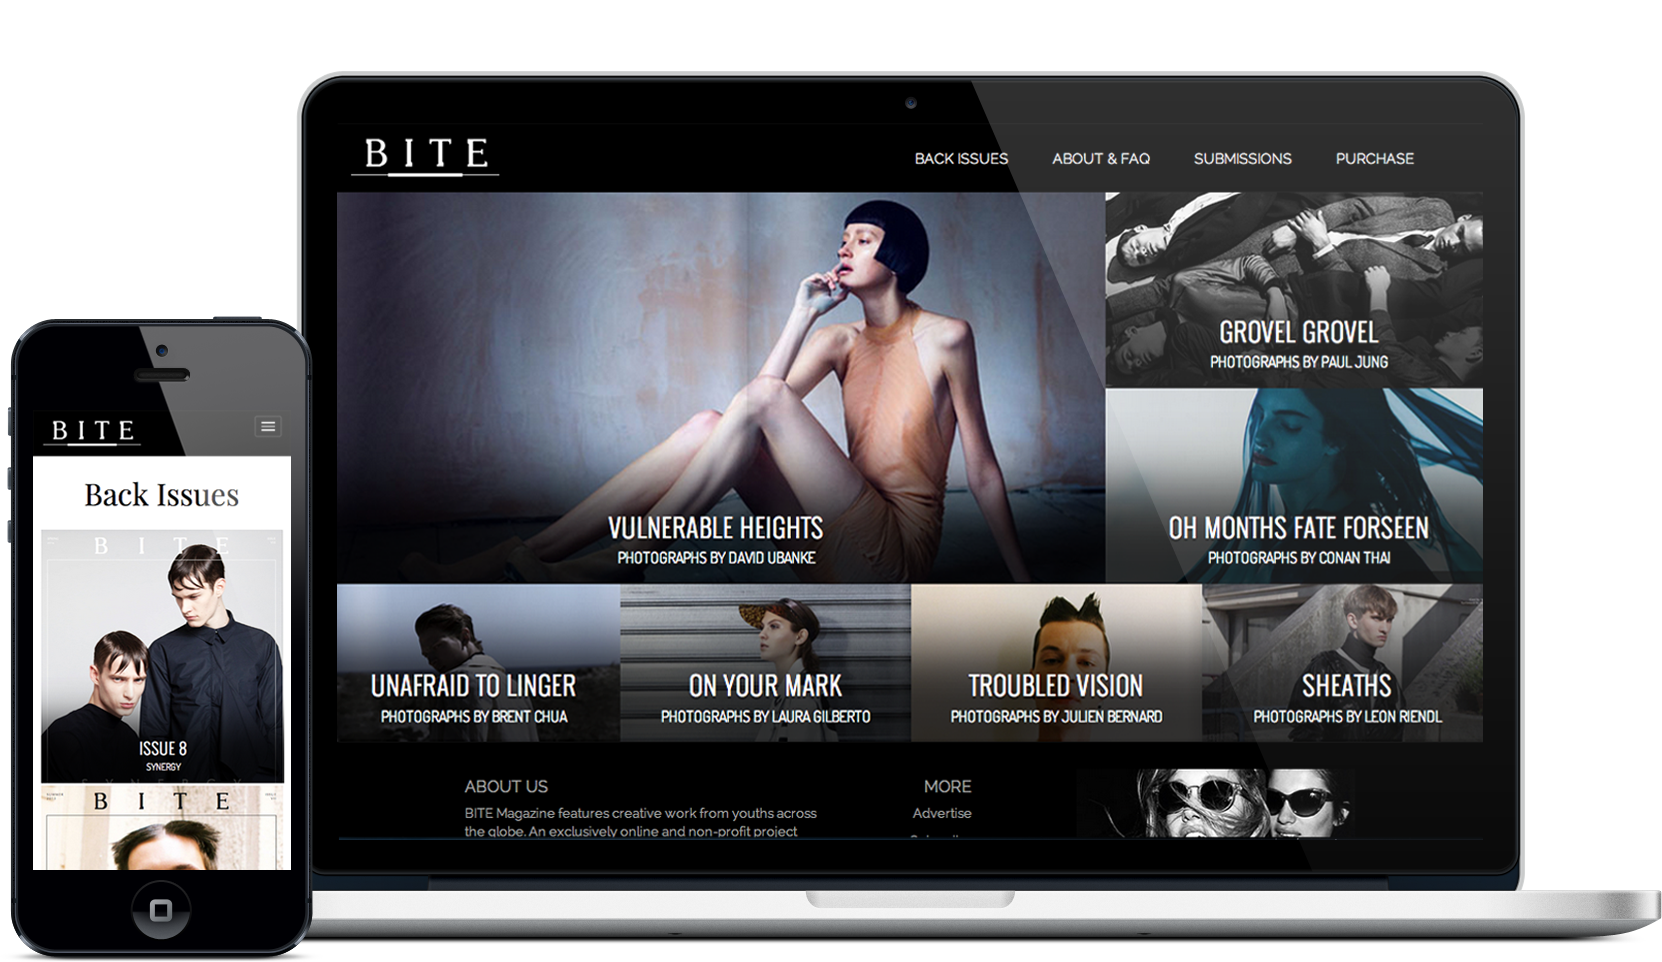 BITE
BACK ISSUES
ABOUT & FAQ
SUBMISSIONS
PURCHASE
VULNERABLE HEIGHTS
PHOTOGRAPHS BY DAVID UBANKE
GROVEL GROVEL
PHOTOGRAPHS BY PAUL JUNG
OH MONTHS FATE FORSEEN
PHOTOGRAPHS BY CONAN THAI
UNAFRAID TO LINGER
PHOTOGRAPHS BY BRENT CHUA
ON YOUR MARK
PHOTOGRAPHS BY LAURA GILBERTO
TROUBLED VISION
PHOTOGRAPHS BY JULIEN BERNARD
SHEATHS
PHOTOGRAPHS BY LEON RIENDL
ABOUT US
BITE Magazine features creative work from youths across
the globe. An exclusively online and non-profit project
MORE
Advertise
BITE
Back Issues
BITE
ISSUE 8
SYNERGY
SYNERGY
BITE